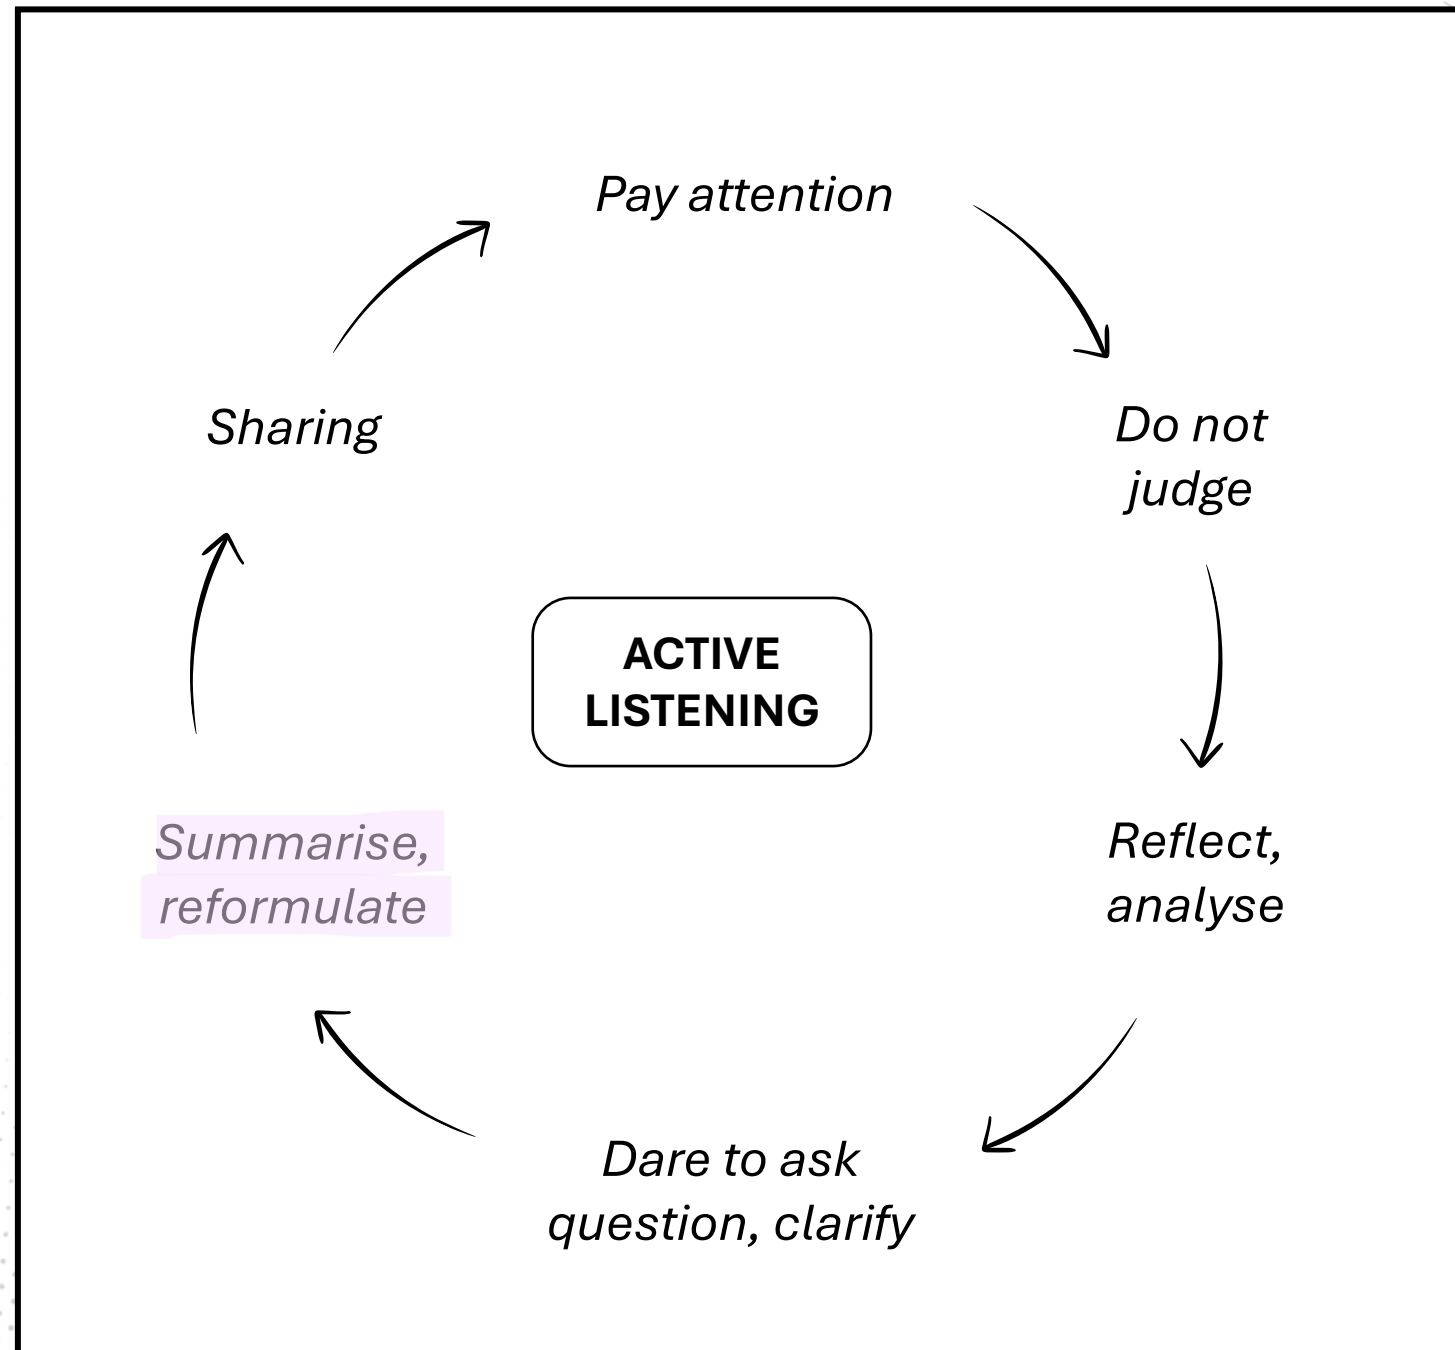 Pay attention
Sharing
Do not
judge
ACTIVE
LISTENING
Summarise,
reformulate
Reflect,
analyse
Dare to ask
question, clarify